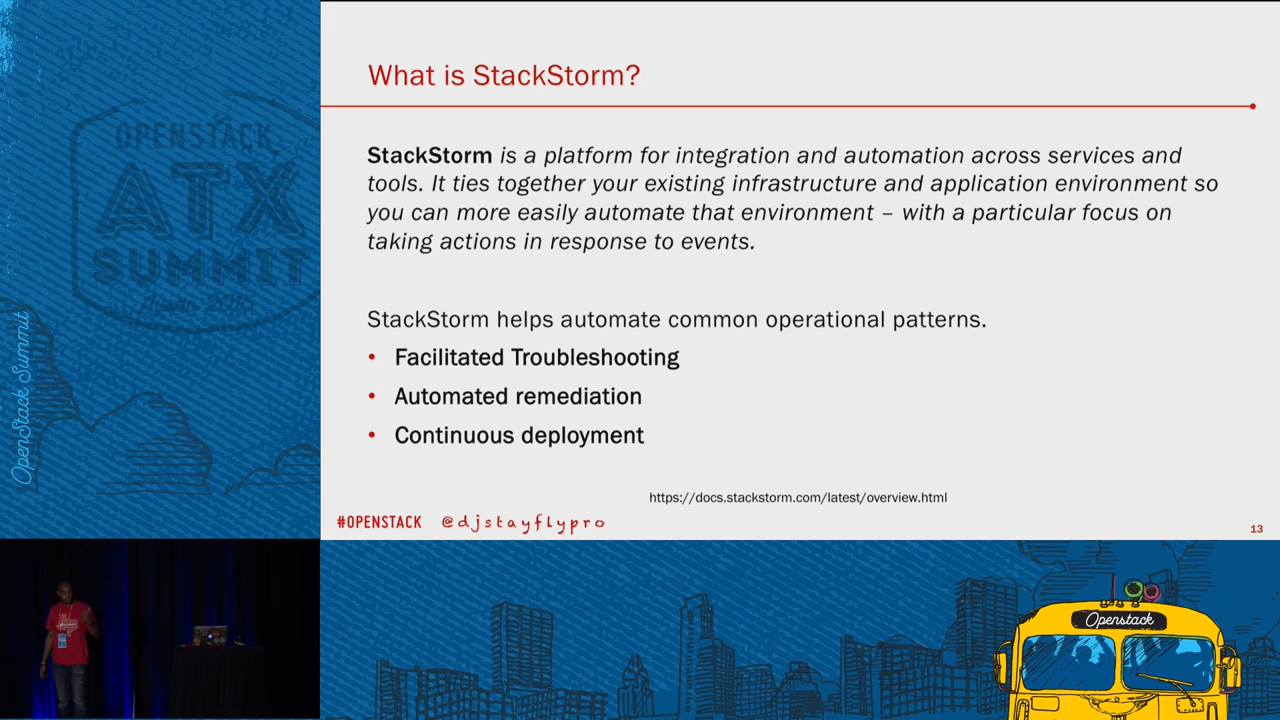 What is StackStorm?
StackStorm is a platform for integration and automation across services and
tools. It ties together your existing infrastructure and application environment so
you can more easily automate that environment – with a particular focus on
taking actions in response to events.
StackStorm helps automate common operational patterns.
• Facilitated Troubleshooting
• Automated remediation
• Continuous deployment
https://docs.stackstorm.com/latest/overview.html
#OPENSTACK @djstayflypro
13
OPENSTACK
ATX
SUMMIT
Austin 2016
OpenStack Summit
Openstack